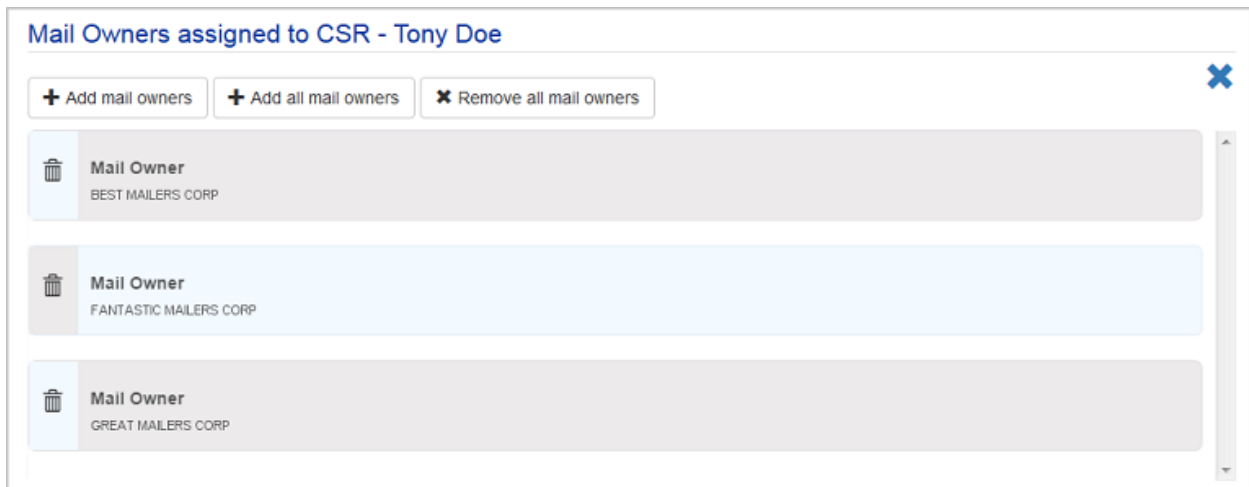 Mail Owners assigned to CSR - Tony Doe
Add mail owners
Add all mail owners
Remove all mail owners
Mail Owner
BEST MAILERS CORP
Mail Owner
FANTASTIC MAILERS CORP
Mail Owner
GREAT MAILERS CORP